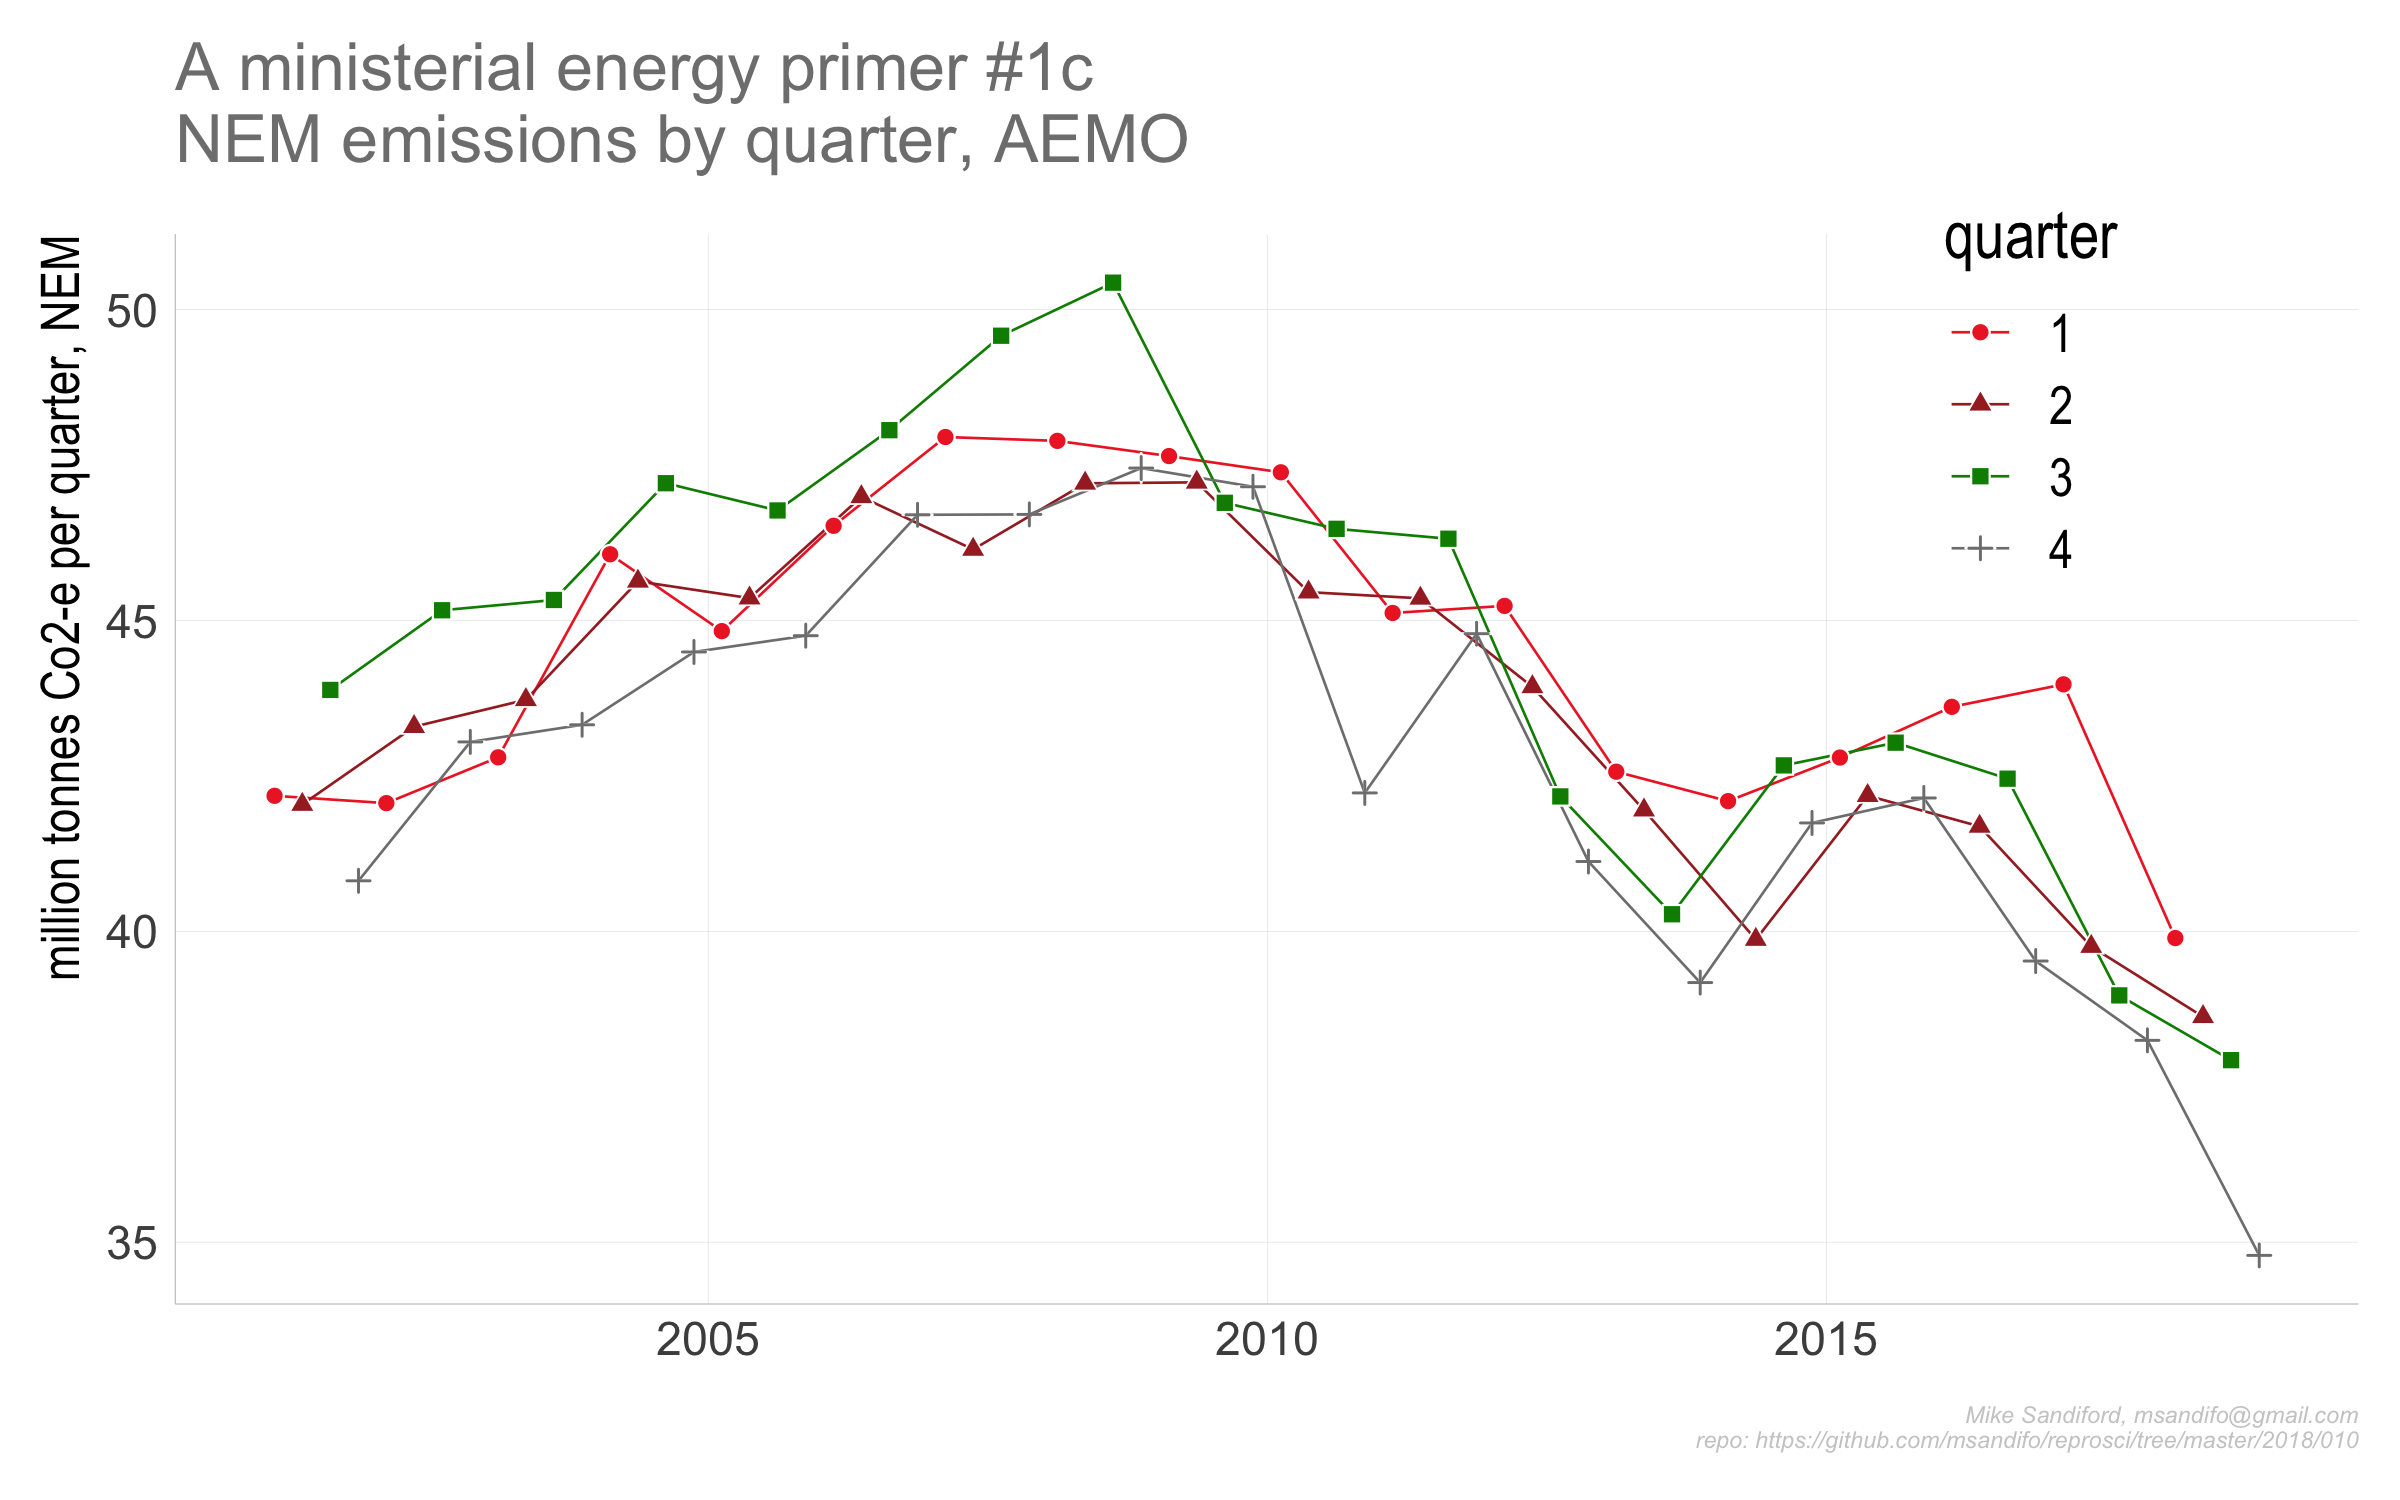 A ministerial energy primer #1c
NEM emissions by quarter, AEMO
million tonnes Co2-e per quarter, NEM
50
45
40
35
2005
2010
2015
quarter
1
2
3
4
Mike Sandiford, msandifo@gmail.com
repo: https://github.com/msandifo/reprosci/tree/master/2018/010